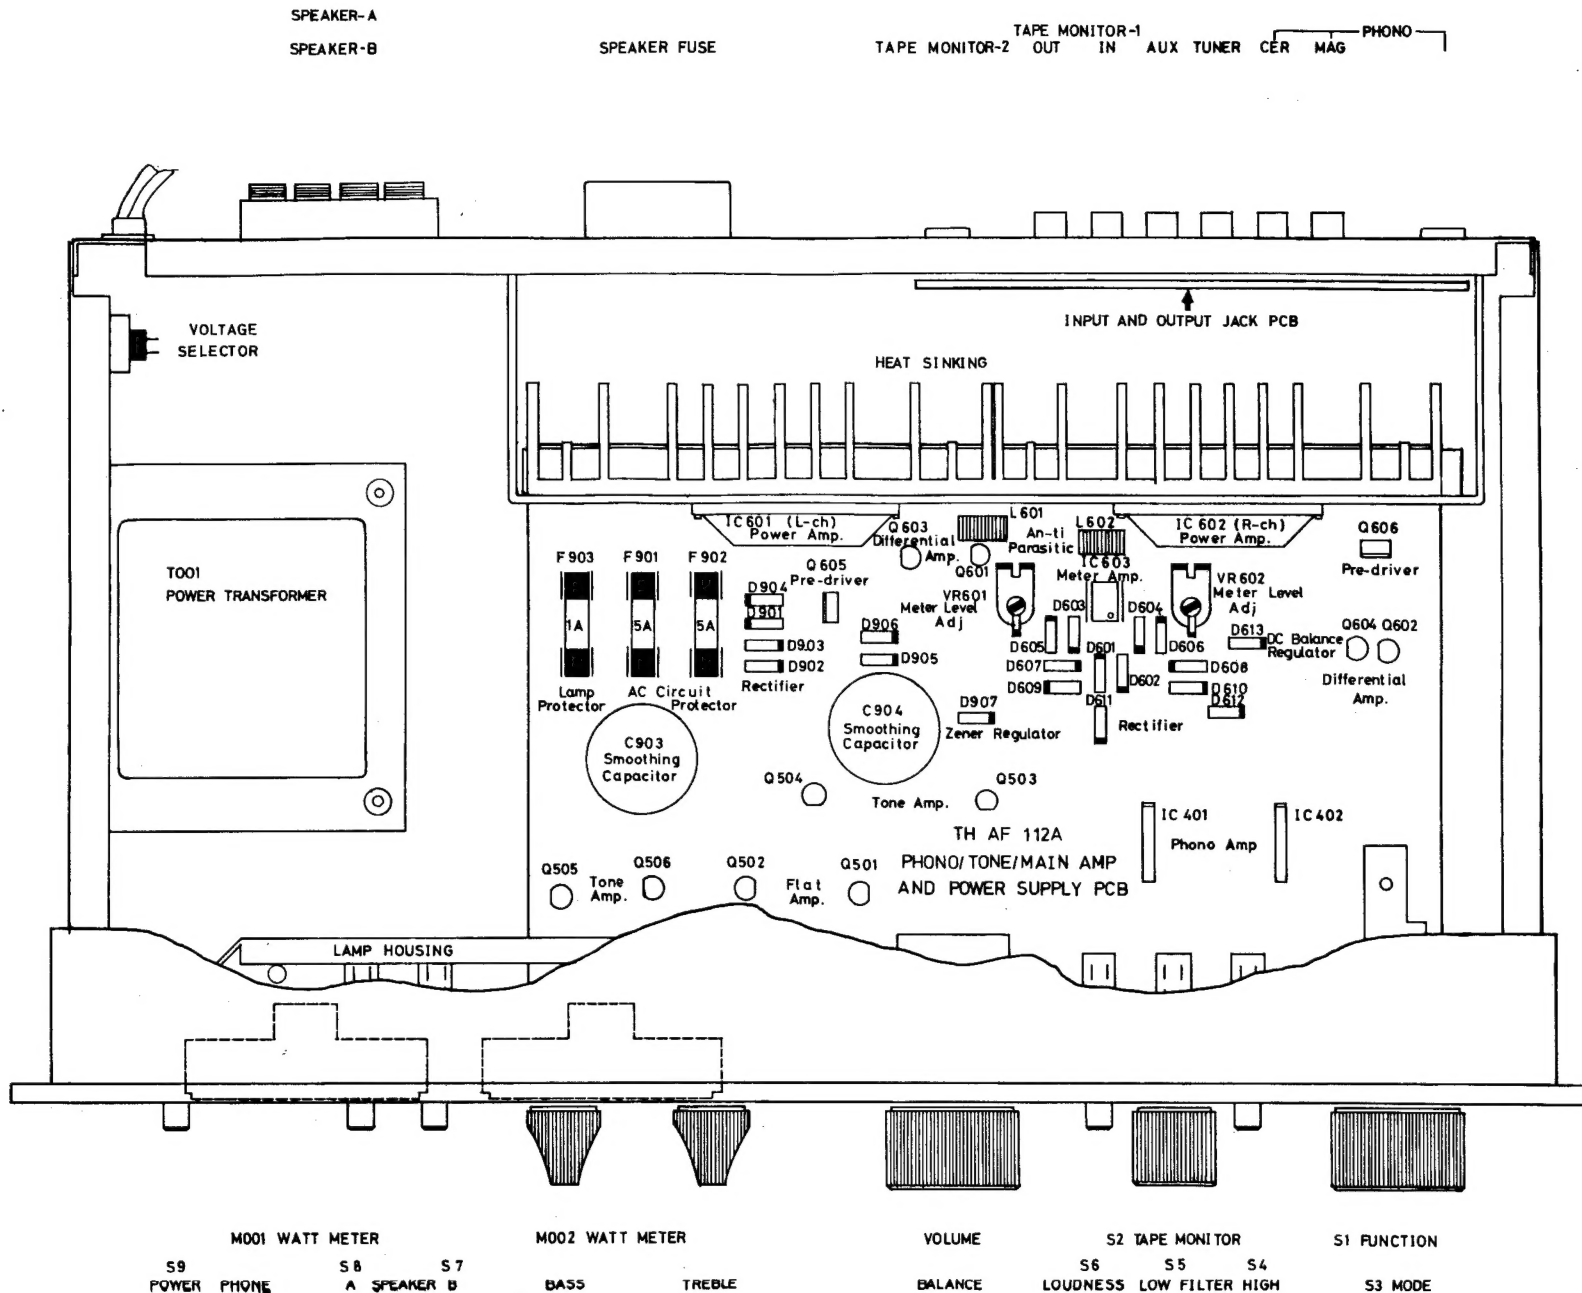 SPEAKER-A
SPEAKER-B
SPEAKER FUSE
TAPE MONITOR-1
TAPE MONITOR-2 OUT IN AUX TUNER CER MAG
PHONO
VOLTAGE
SELECTOR
INPUT AND OUTPUT JACK PCB
HEAT SINKING
T001
POWER TRANSFORMER
F903
F901
F902
1A
5A
5A
Lamp
Protector
AC Circuit
Protector
IC601 (L-ch)
Power Amp.
Q603
Differential
Amp.
Q601
L601
An-ti
Parasitic
L602
IC603
Meter Amp.
IC602 (R-ch)
Power Amp.
Q606
Pre-driver
Q605
Pre-driver
D904
D901
D903
D902
Rectifier
D906
D905
VR601
Meter Level
Adj
VR602
Meter Level
Adj
D603
D604
D605
D601
D606
D607
D602
D608
D609
D610
D611
D612
D613
DC Balance
Regulator
Q604 Q602
Differential
Amp.
Rectifier
D907
Zener Regulator
C903
Smoothing
Capacitor
C904
Smoothing
Capacitor
Q504
Tone Amp.
Q503
IC401
Phono Amp
IC402
TH AF 112A
PHONO/TONE/MAIN AMP
AND POWER SUPPLY PCB
Q505
Tone
Amp.
Q506
Q502
Flat
Amp.
Q501
LAMP HOUSING
M001 WATT METER
M002 WATT METER
VOLUME
S2 TAPE MONITOR
S1 FUNCTION
S9
S8
S7
S6
S5
S4
POWER PHONE
A SPEAKER B
BASS
TREBLE
BALANCE
LOUDNESS LOW FILTER HIGH
S3 MODE